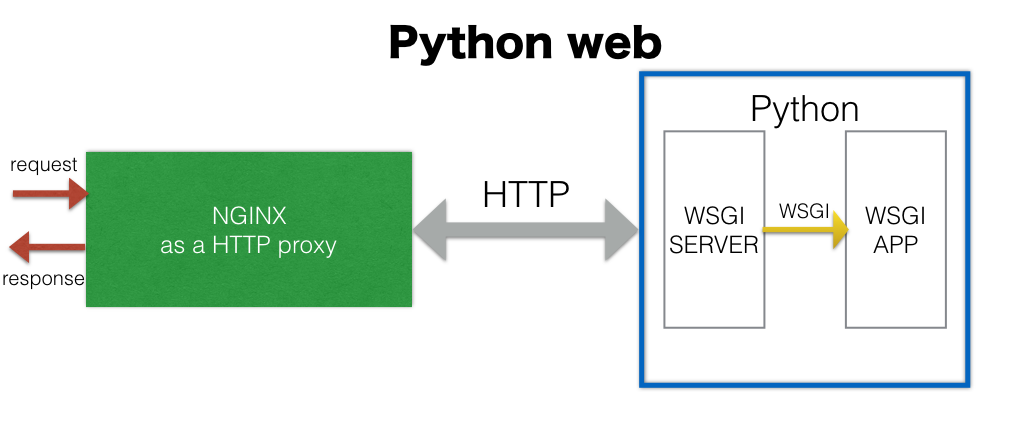 Python web
request
response
NGINX
as a HTTP proxy
HTTP
Python
WSGI
SERVER
WSGI
WSGI
APP